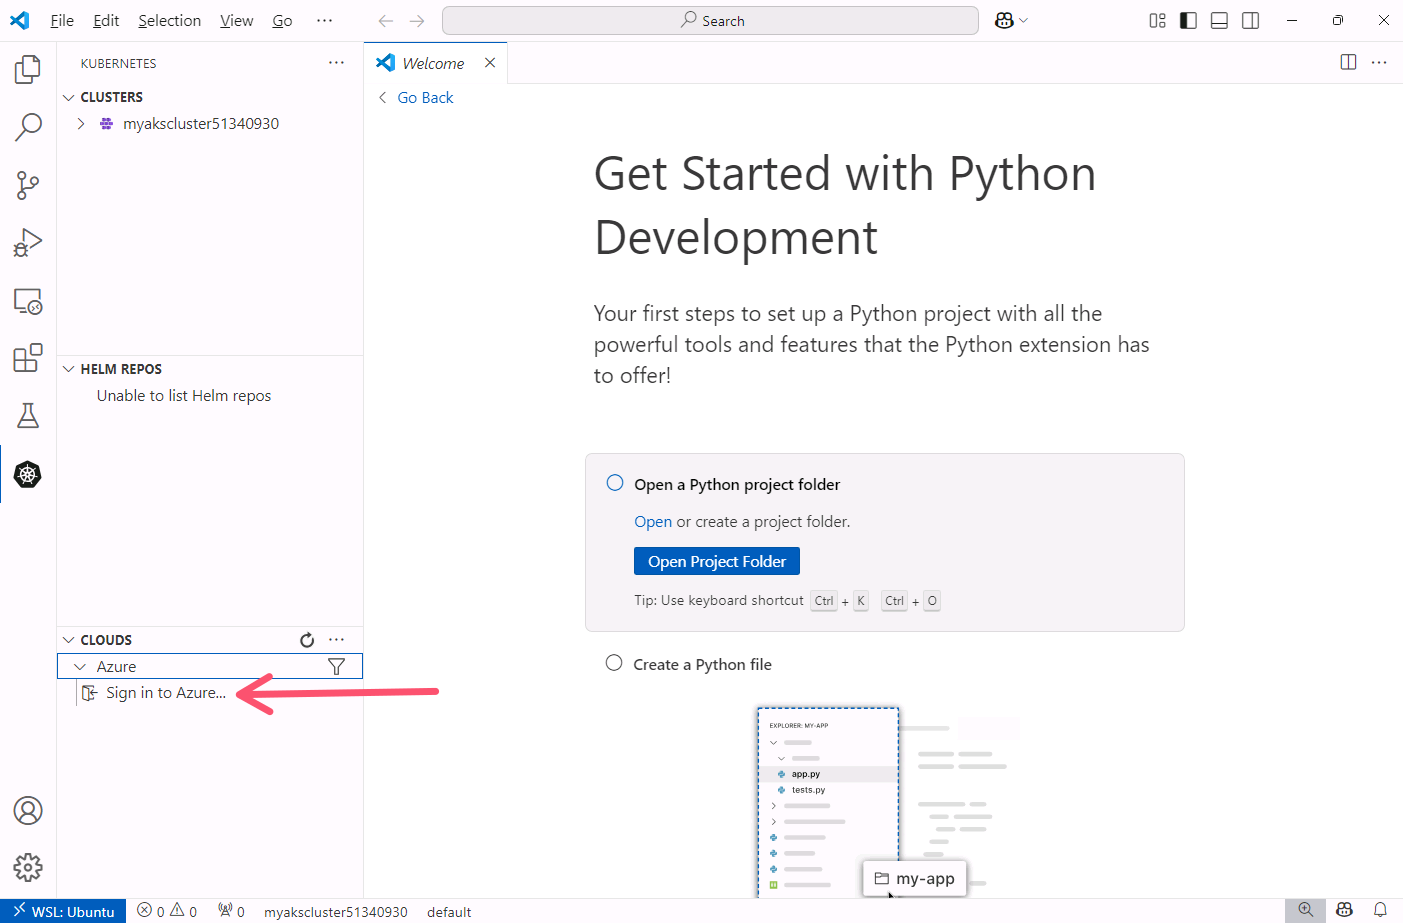 File Edit Selection View Go ··· Search
KUBERNETES ···
CLUSTERS
myakscluster51340930
HELM REPOS
Unable to list Helm repos
CLOUDS ···
Azure
Sign in to Azure...
Welcome
Go Back
Get Started with Python
Development
Your first steps to set up a Python project with all the
powerful tools and features that the Python extension has
to offer!
Open a Python project folder
Open or create a project folder.
Open Project Folder
Tip: Use keyboard shortcut Ctrl + K Ctrl + O
Create a Python file
EXPLORER: MY-APP
app.py
tests.py
my-app
WSL: Ubuntu 0 0 0 myakscluster51340930 default